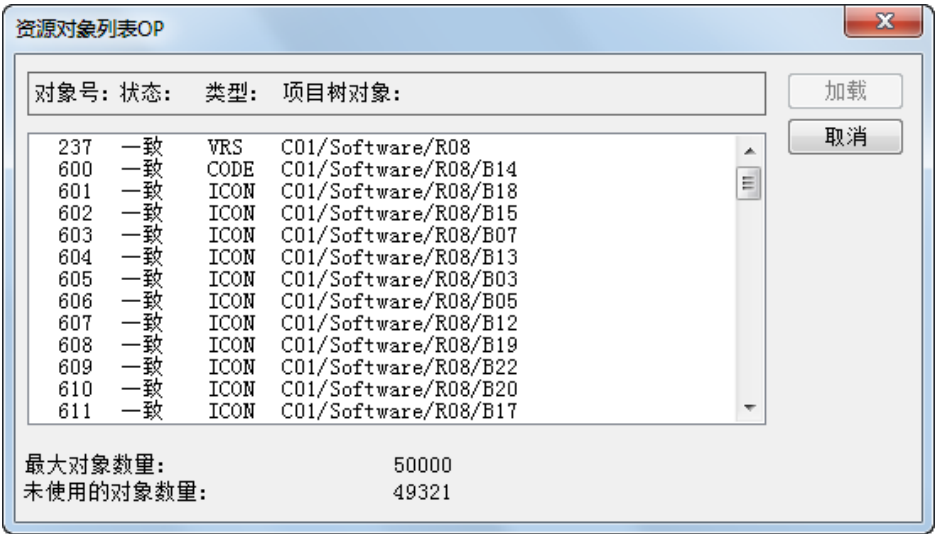 资源对象列表OP
对象号: 状态: 类型: 项目树对象:
加载
取消
237 一致 VRS C01/Software/R08
600 一致 CODE C01/Software/R08/B14
601 一致 ICON C01/Software/R08/B18
602 一致 ICON C01/Software/R08/B15
603 一致 ICON C01/Software/R08/B07
604 一致 ICON C01/Software/R08/B13
605 一致 ICON C01/Software/R08/B03
606 一致 ICON C01/Software/R08/B05
607 一致 ICON C01/Software/R08/B12
608 一致 ICON C01/Software/R08/B19
609 一致 ICON C01/Software/R08/B22
610 一致 ICON C01/Software/R08/B20
611 一致 ICON C01/Software/R08/B17
最大对象数量: 50000
未使用的对象数量: 49321